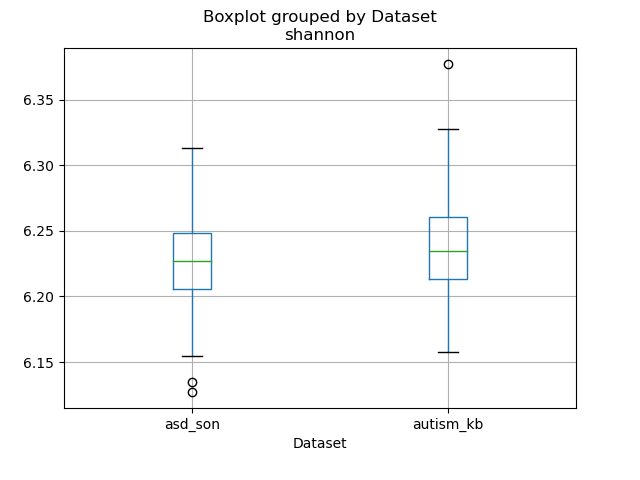 Boxplot grouped by Dataset
shannon
6.35
6.30
6.25
6.20
6.15
asd_son
autism_kb
Dataset